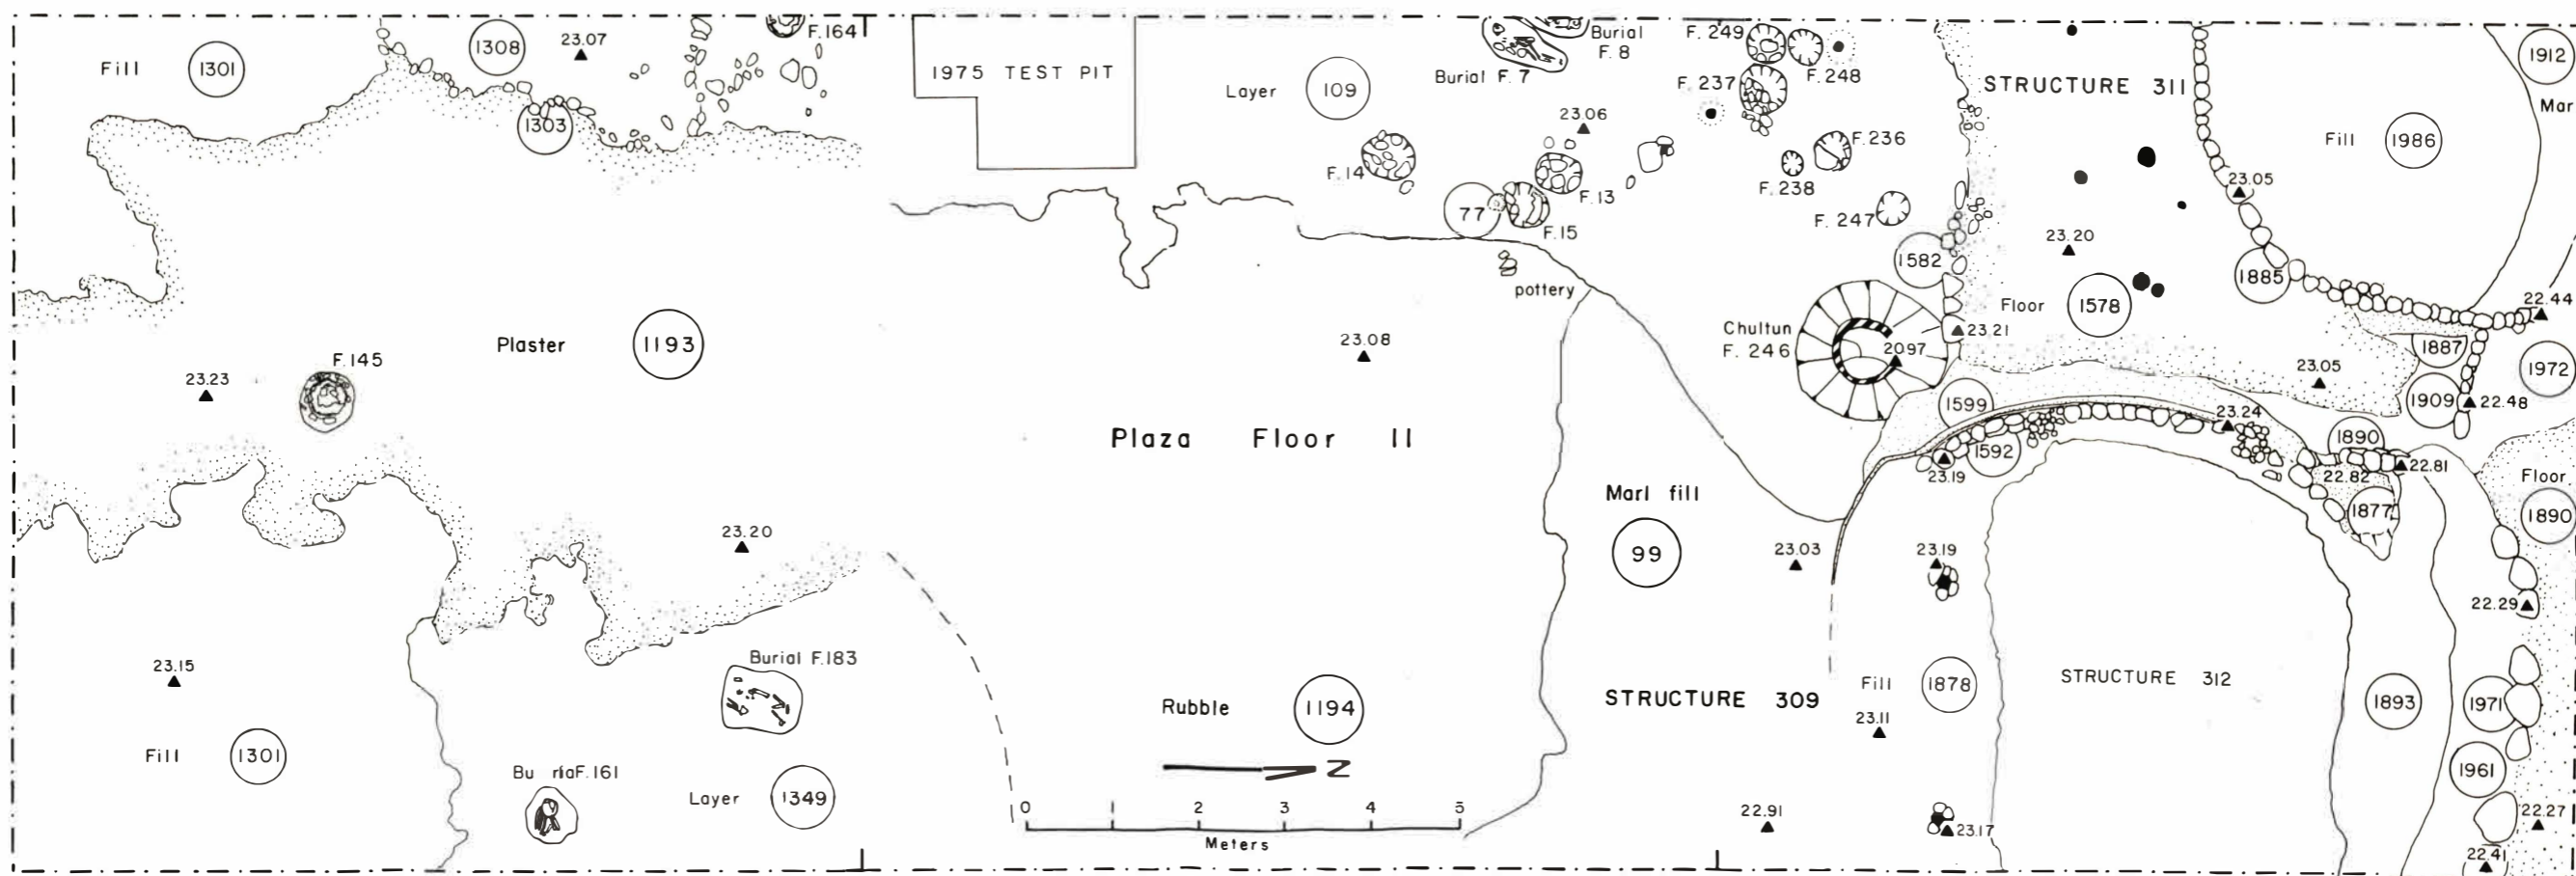 Fill 1301
1308
23.07
F.164
1303
1975 TEST PIT
Layer 109
Burial F. 7
Burial
F. 8
F. 249
F. 248
F. 237
23.06
F.14
F. 13
77
F.15
pottery
F. 236
F. 238
F. 247
STRUCTURE 311
1582
23.20
Floor 1578
23.05
1885
Fill 1986
1912
Mar
22.44
Chultun
F. 246
2097
23.21
1887
1972
23.05
1909
22.48
F.145
23.23
Plaster 1193
23.08
Plaza Floor II
1599
23.24
1592
23.19
1890
22.81
22.82
1877
Floor
1890
Marl fill
99
23.03
23.19
23.20
22.29
23.15
Fill 1301
Burial F.183
Bu riaF.161
Layer 1349
Rubble 1194
N
0 1 2 3 4 5
Meters
STRUCTURE 309
Fill 1878
23.11
STRUCTURE 312
1893
1971
1961
22.91
23.17
22.27
22.41